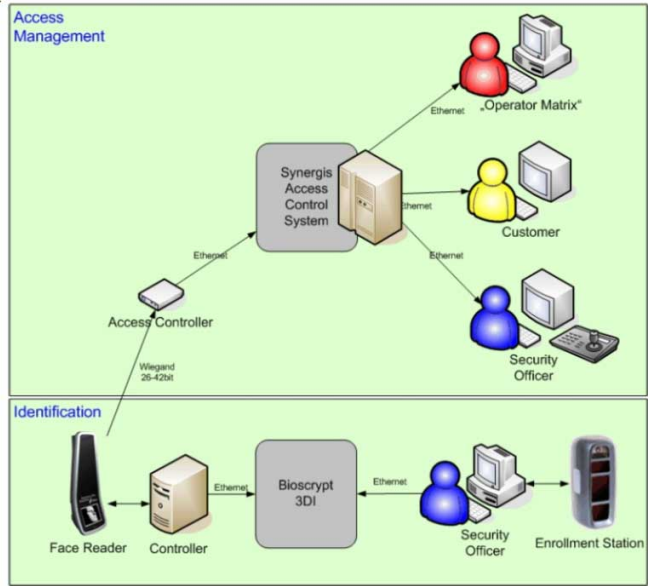 Access
Management
Ethernet
„Operator Matrix“
Synergis
Access
Control
System
Ethernet
Customer
Ethernet
Ethernet
Access Controller
Security
Officer
Wiegand
26-42bit
Identification
Bioscrypt
3DI
Ethernet
Ethernet
Face Reader
Controller
Security
Officer
Enrollment Station